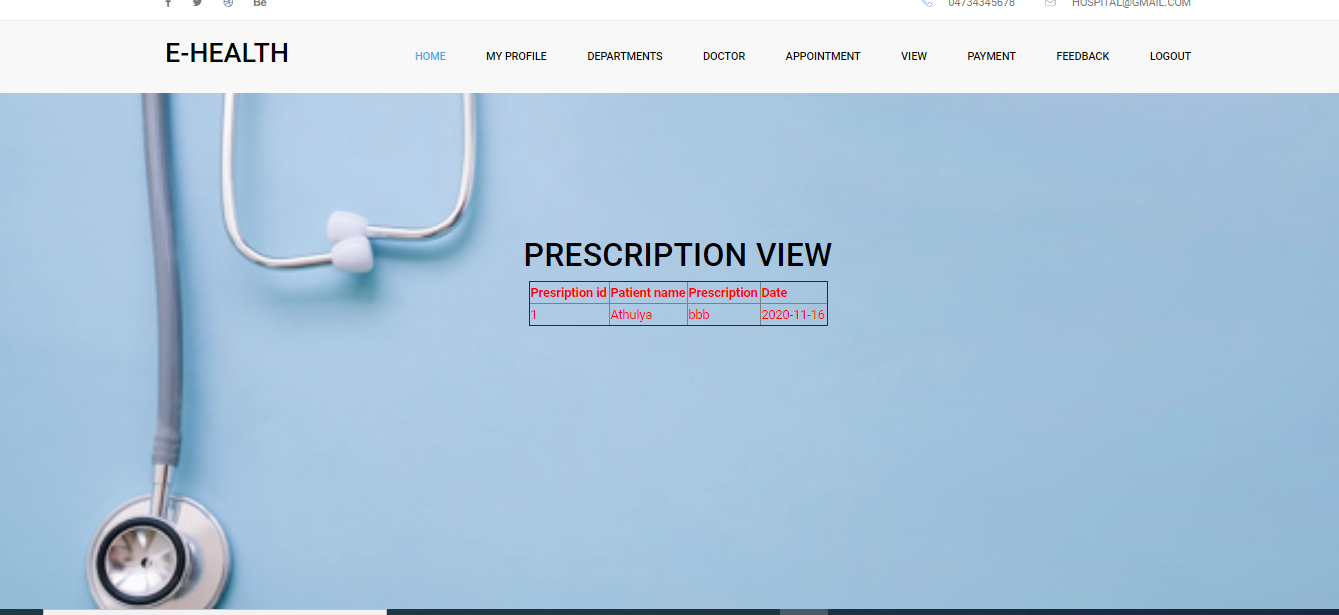 Bē 04734345678 HOSPITAL@GMAIL.COM
E-HEALTH HOME MY PROFILE DEPARTMENTS DOCTOR APPOINTMENT VIEW PAYMENT FEEDBACK LOGOUT
PRESCRIPTION VIEW
Presription id Patient name Prescription Date
1 Athulya bbb 2020-11-16